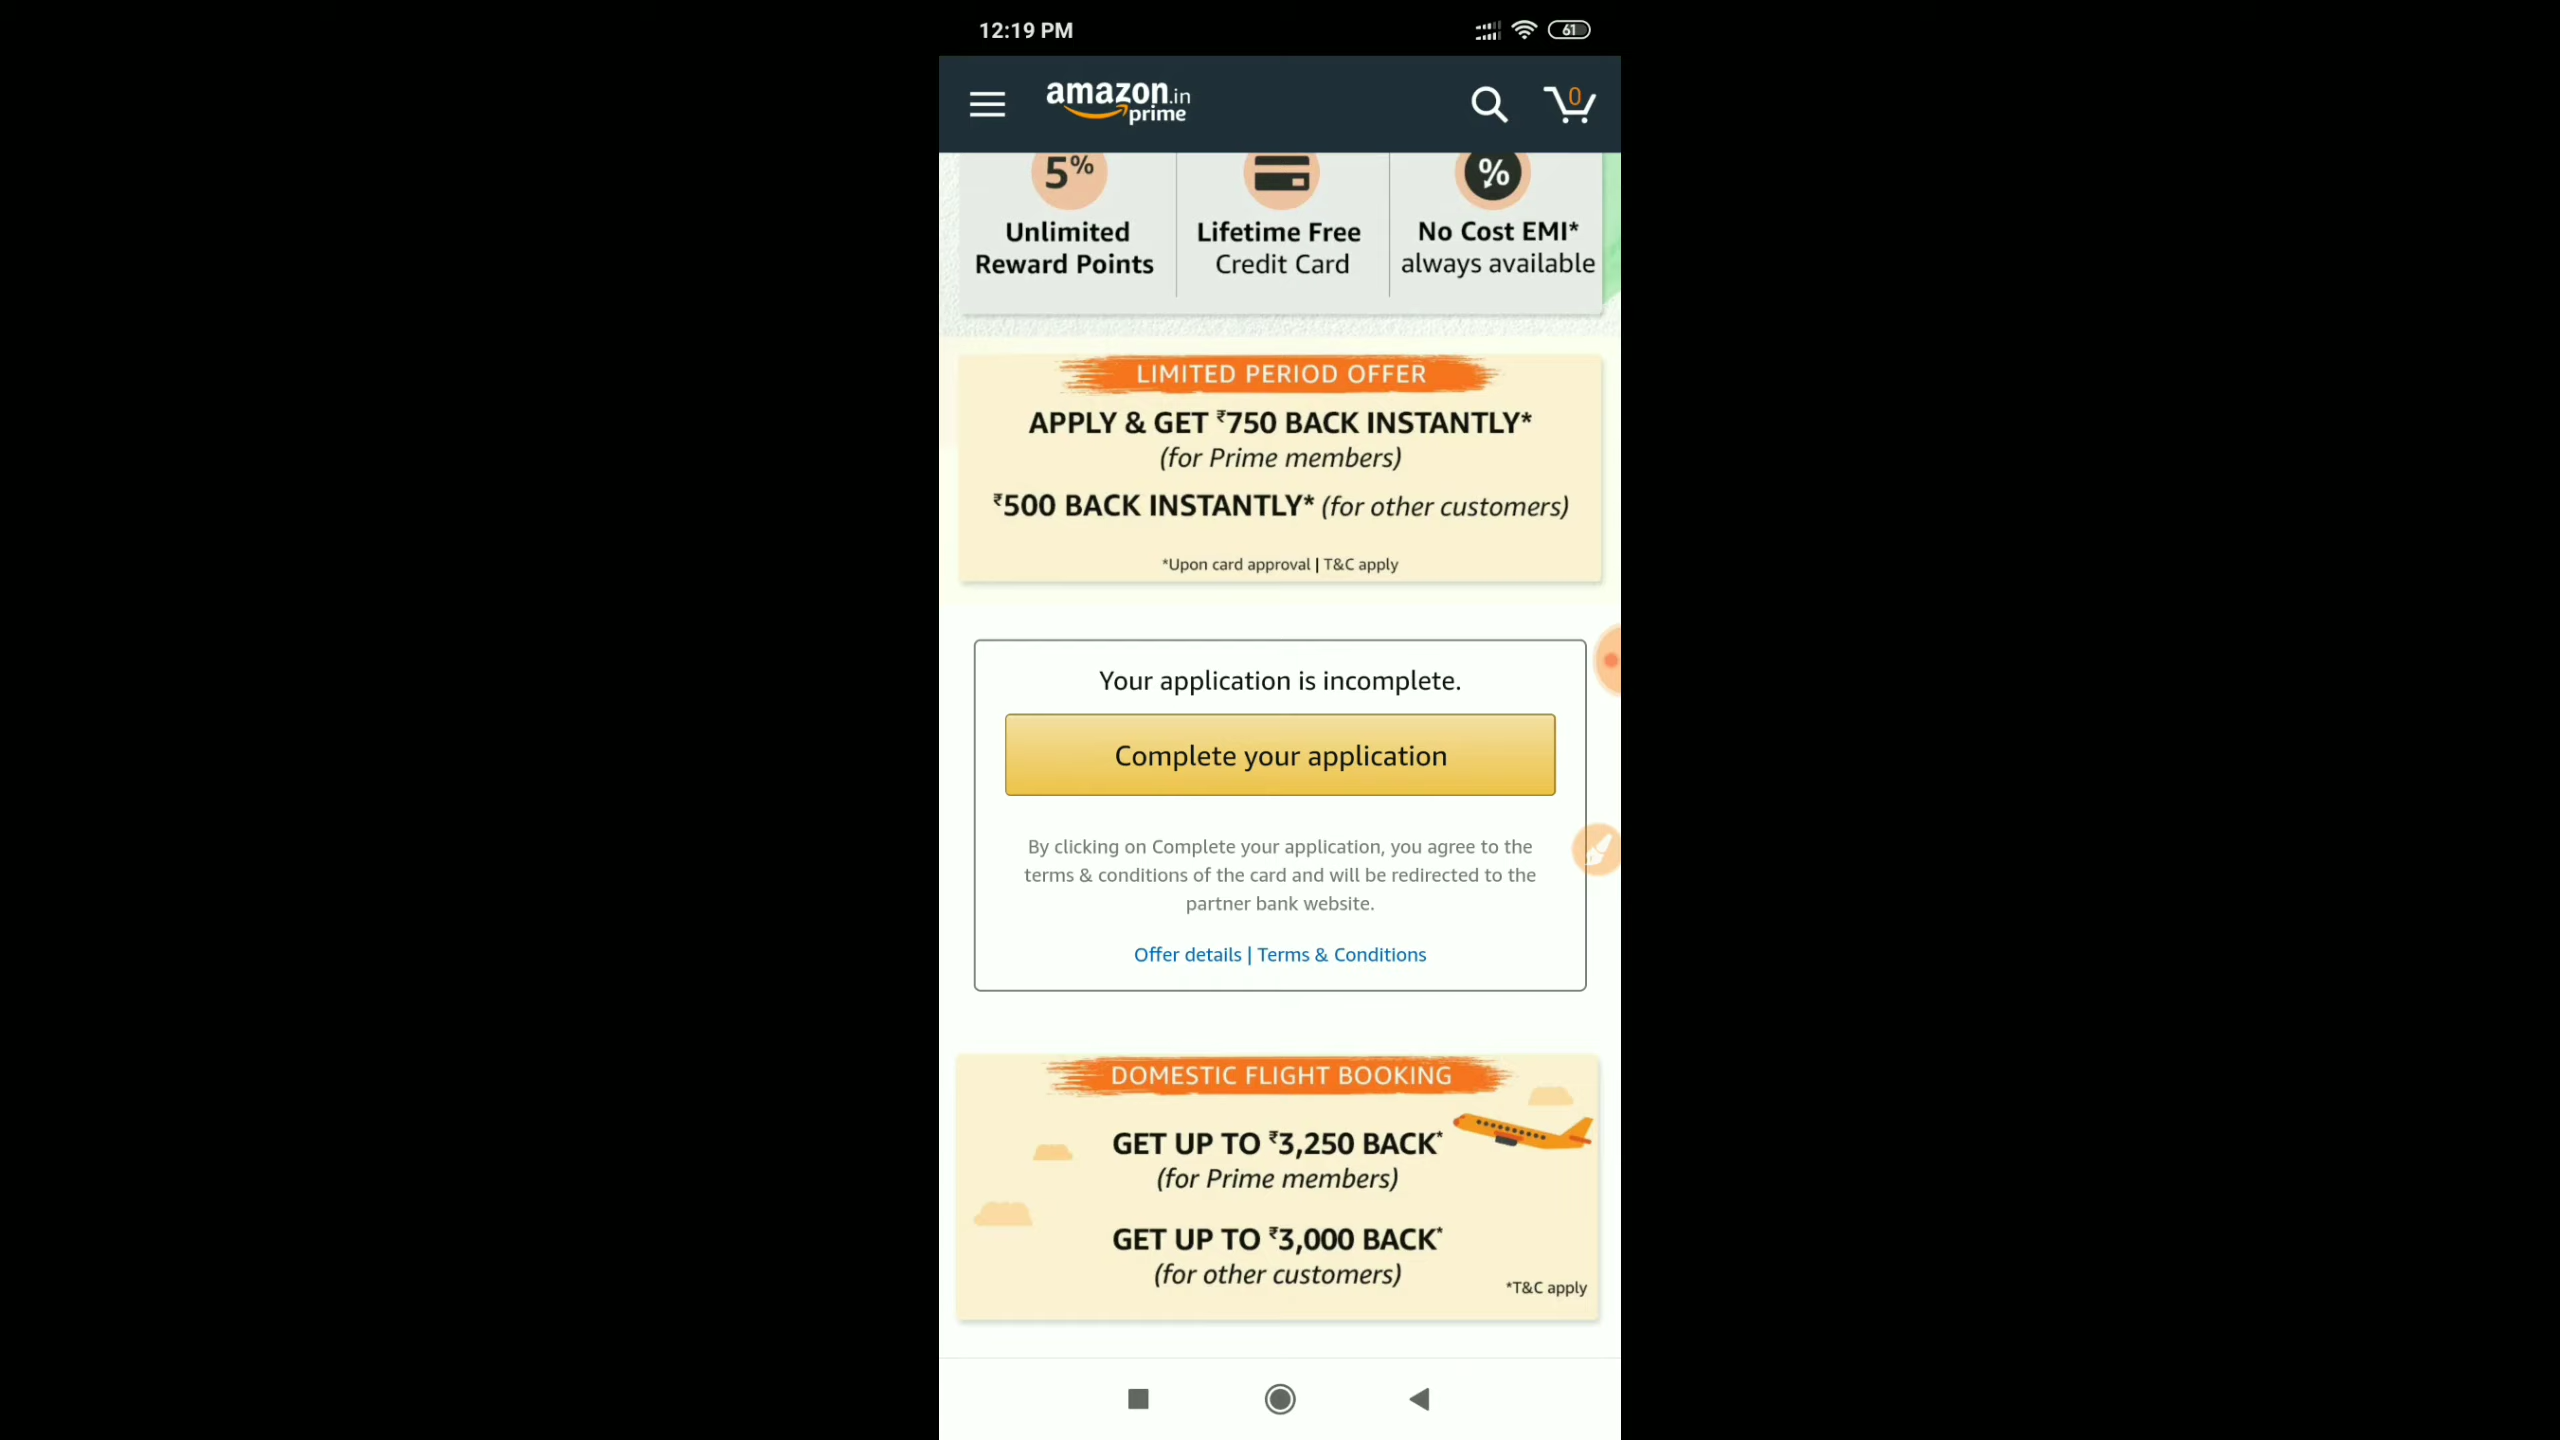 12:19 PM
61
amazon.in
prime
0
5%
%
Unlimited
Reward Points
Lifetime Free
Credit Card
No Cost EMI*
always available
LIMITED PERIOD OFFER
APPLY & GET ₹750 BACK INSTANTLY*
(for Prime members)
₹500 BACK INSTANTLY* (for other customers)
*Upon card approval | T&C apply
Your application is incomplete.
Complete your application
By clicking on Complete your application, you agree to the
terms & conditions of the card and will be redirected to the
partner bank website.
Offer details | Terms & Conditions
DOMESTIC FLIGHT BOOKING
GET UP TO ₹3,250 BACK*
(for Prime members)
GET UP TO ₹3,000 BACK*
(for other customers)
*T&C apply